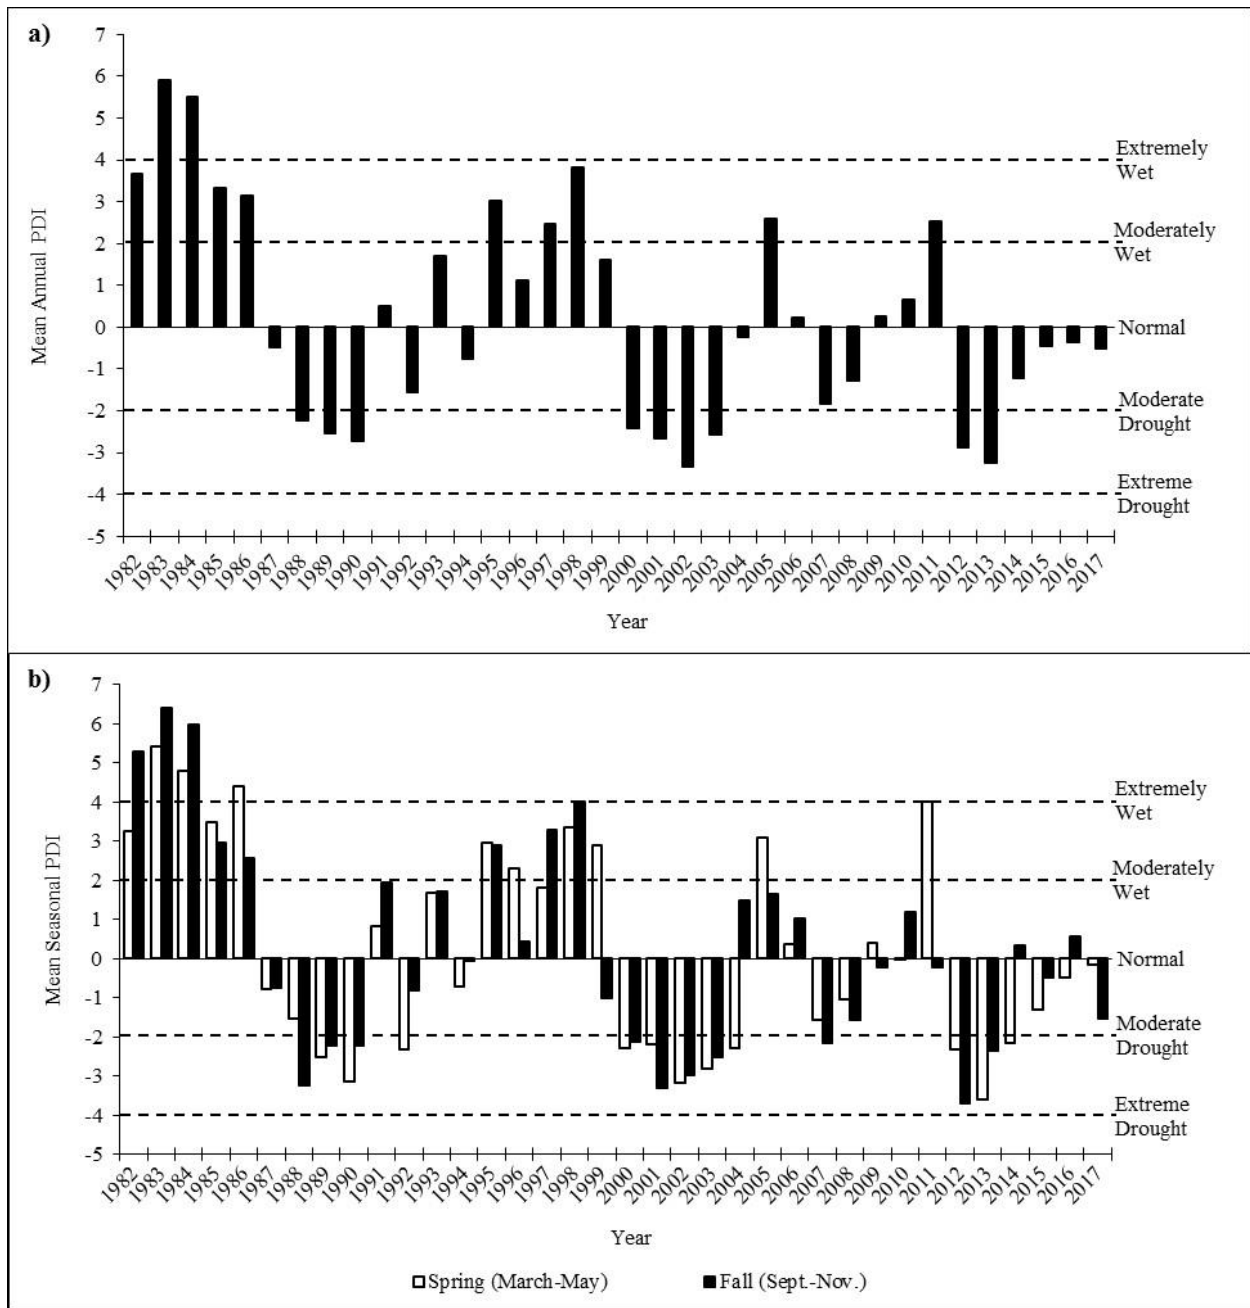 a)
7
6
5
4
3
2
1
0
-1
-2
-3
-4
-5
Mean Annual PDI
Extremely
Wet
Moderately
Wet
Normal
Moderate
Drought
Extreme
Drought
1982 1983 1984 1985 1986 1987 1988 1989 1990 1991 1992 1993 1994 1995 1996 1997 1998 1999 2000 2001 2002 2003 2004 2005 2006 2007 2008 2009 2010 2011 2012 2013 2014 2015 2016 2017
Year
b)
7
6
5
4
3
2
1
0
-1
-2
-3
-4
-5
Mean Seasonal PDI
Extremely
Wet
Moderately
Wet
Normal
Moderate
Drought
Extreme
Drought
1982 1983 1984 1985 1986 1987 1988 1989 1990 1991 1992 1993 1994 1995 1996 1997 1998 1999 2000 2001 2002 2003 2004 2005 2006 2007 2008 2009 2010 2011 2012 2013 2014 2015 2016 2017
Year
Spring (March-May) Fall (Sept.-Nov.)